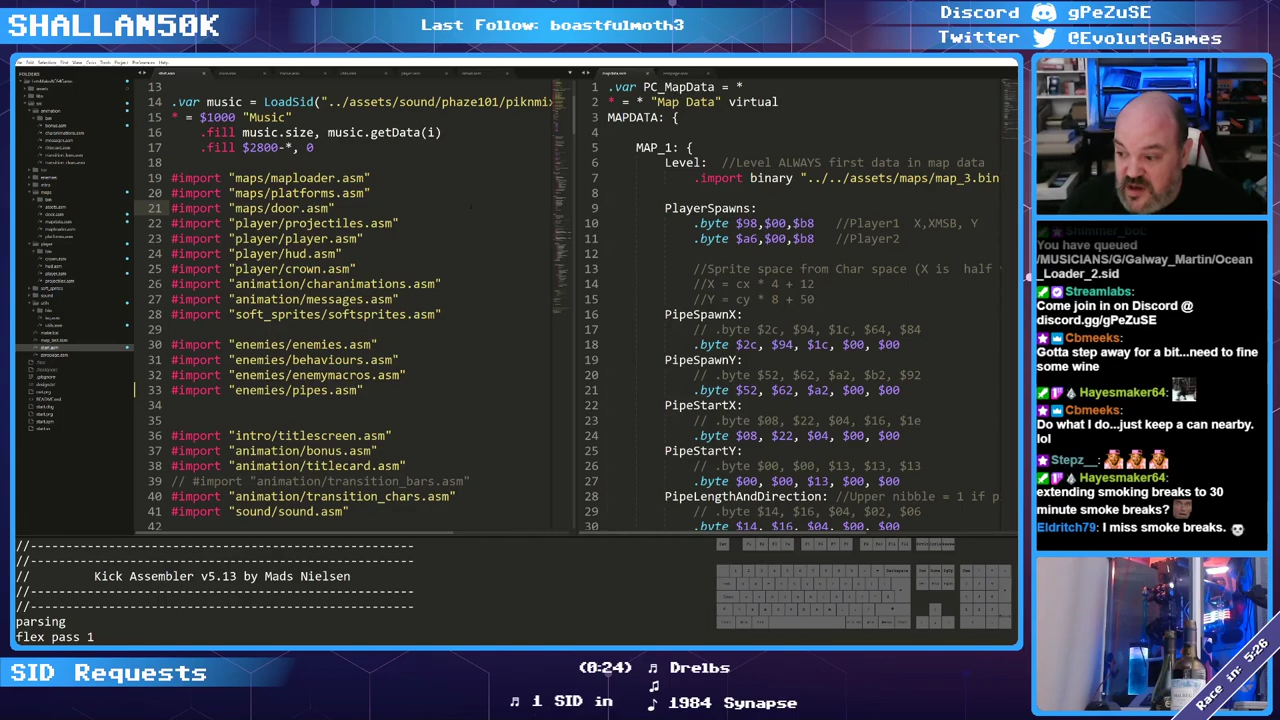 SHALLAN50K
Last Follow: boastfulmoth3
Discord gPeZuSE
Twitter @EvoluteGames
FOLDERS
13
14 .var music = LoadSid("../assets/sound/phaze101/piknmix
15 * = $1000 "Music"
16 .fill music.size, music.getData(i)
17 .fill $2800-*, 0
18
19 #import "maps/maploader.asm"
20 #import "maps/platforms.asm"
21 #import "maps/door.asm"
22 #import "player/projectiles.asm"
23 #import "player/player.asm"
24 #import "player/hud.asm"
25 #import "player/crown.asm"
26 #import "animation/charanimations.asm"
27 #import "animation/messages.asm"
28 #import "soft_sprites/softsprites.asm"
29
30 #import "enemies/enemies.asm"
31 #import "enemies/behaviours.asm"
32 #import "enemies/enemymacros.asm"
33 #import "enemies/pipes.asm"
34
35
36 #import "intro/titlescreen.asm"
37 #import "animation/bonus.asm"
38 #import "animation/titlecard.asm"
39 // #import "animation/transition_bars.asm"
40 #import "animation/transition_chars.asm"
41 #import "sound/sound.asm"
42
1 .var PC_MapData = *
2 * = * "Map Data" virtual
3 MAPDATA: {
4
5 MAP_1: {
6 Level: //Level ALWAYS first data in map data
7 .import binary "../../assets/maps/map_3.bin
8
9 PlayerSpawns:
10 .byte $36,$00,$b8 //Player1 X,XMSB, Y
11 .byte $a6,$00,$b8 //Player2
12
13 //Sprite space from Char space (X is half
14 //X = X * 4 + 12
15 //Y = Y * 8 + 50
16 PipeSpawnX:
17 // .byte $2c, $94, $1c, $64, $84
18 .byte $2c, $94, $1c, $00, $00
19 PipeSpawnY:
20 // .byte $52, $62, $a2, $b2, $92
21 .byte $52, $62, $a2, $00, $00
22 PipeStartX:
23 // .byte $08, $22, $04, $16, $1e
24 .byte $08, $22, $04, $00, $00
25 PipeStartY:
26 // .byte $00, $00, $13, $13, $13
27 .byte $00, $00, $13, $00, $00
28 PipeLengthAndDirection: //Upper nibble = 1 if p
29 // .byte $14, $16, $04, $02, $06
30 .byte $14, $16, $04, $00, $00
//--------------------------------------------------
//--------------------------------------------------
// Kick Assembler v5.13 by Mads Nielsen
//--------------------------------------------------
//--------------------------------------------------
parsing
flex pass 1
Shimmer_bot:
You have queued
/MUSICIANS/G/Galway_Martin/Ocean
_Loader_2.sid
Streamlabs:
Come join in on Discord @
discord.gg/gPeZuSE
Cbmeeks:
Gotta step away for a bit...need to fine
some wine
Hayesmaker64:
Cbmeeks:
Do what I do...just keep a can nearby.
lol
Stepz__:
Hayesmaker64:
extending smoking breaks to 30
minute smoke breaks?
Eldritch79: I miss smoke breaks.
Race in: 5:26
SID Requests
(0:24) ♫ Drelbs
♫ 1 SID in
♪ 1984 Synapse